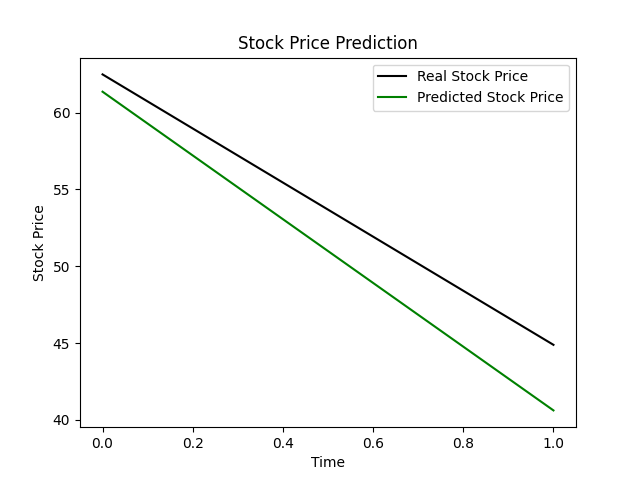 Stock Price Prediction
Real Stock Price
Predicted Stock Price
Stock Price
60
55
50
45
40
0.0 0.2 0.4 0.6 0.8 1.0
Time